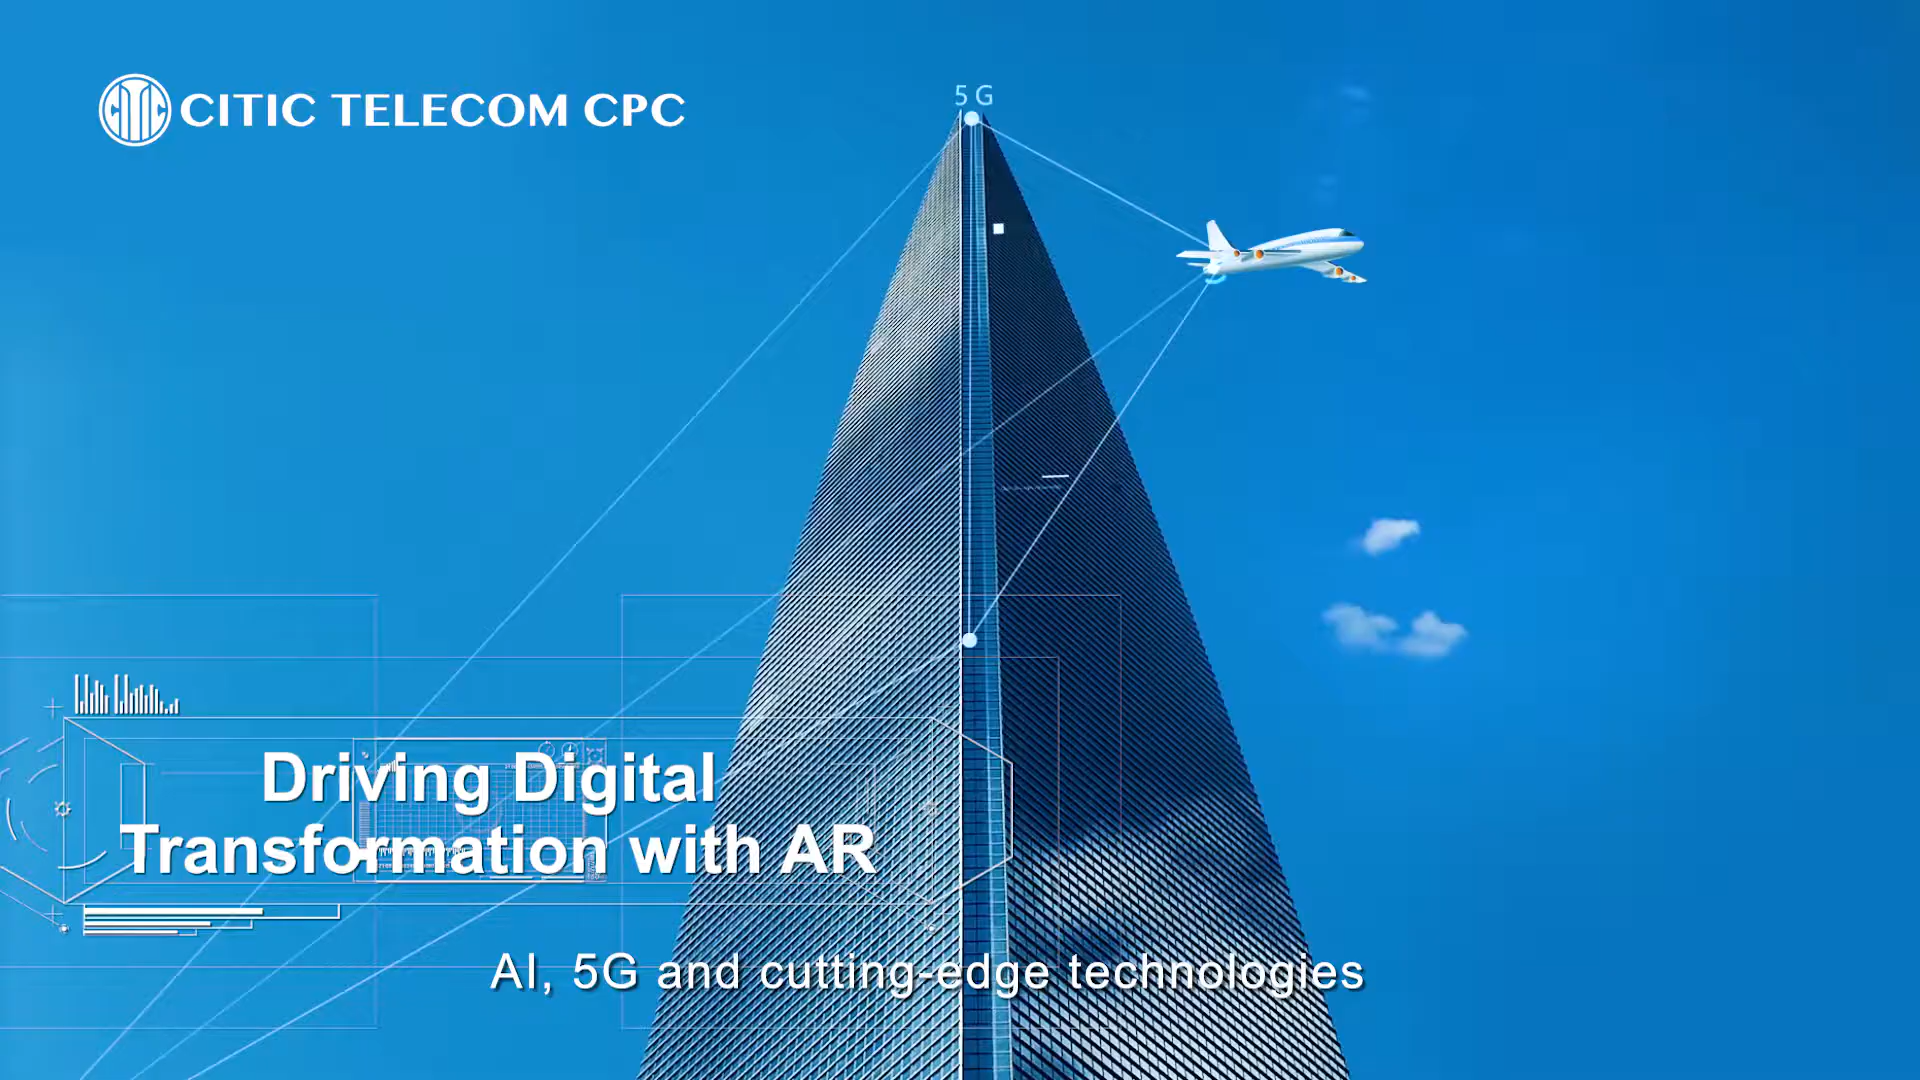 CITIC TELECOM CPC
5G
Driving Digital
Transformation with AR
AI, 5G and cutting-edge technologies